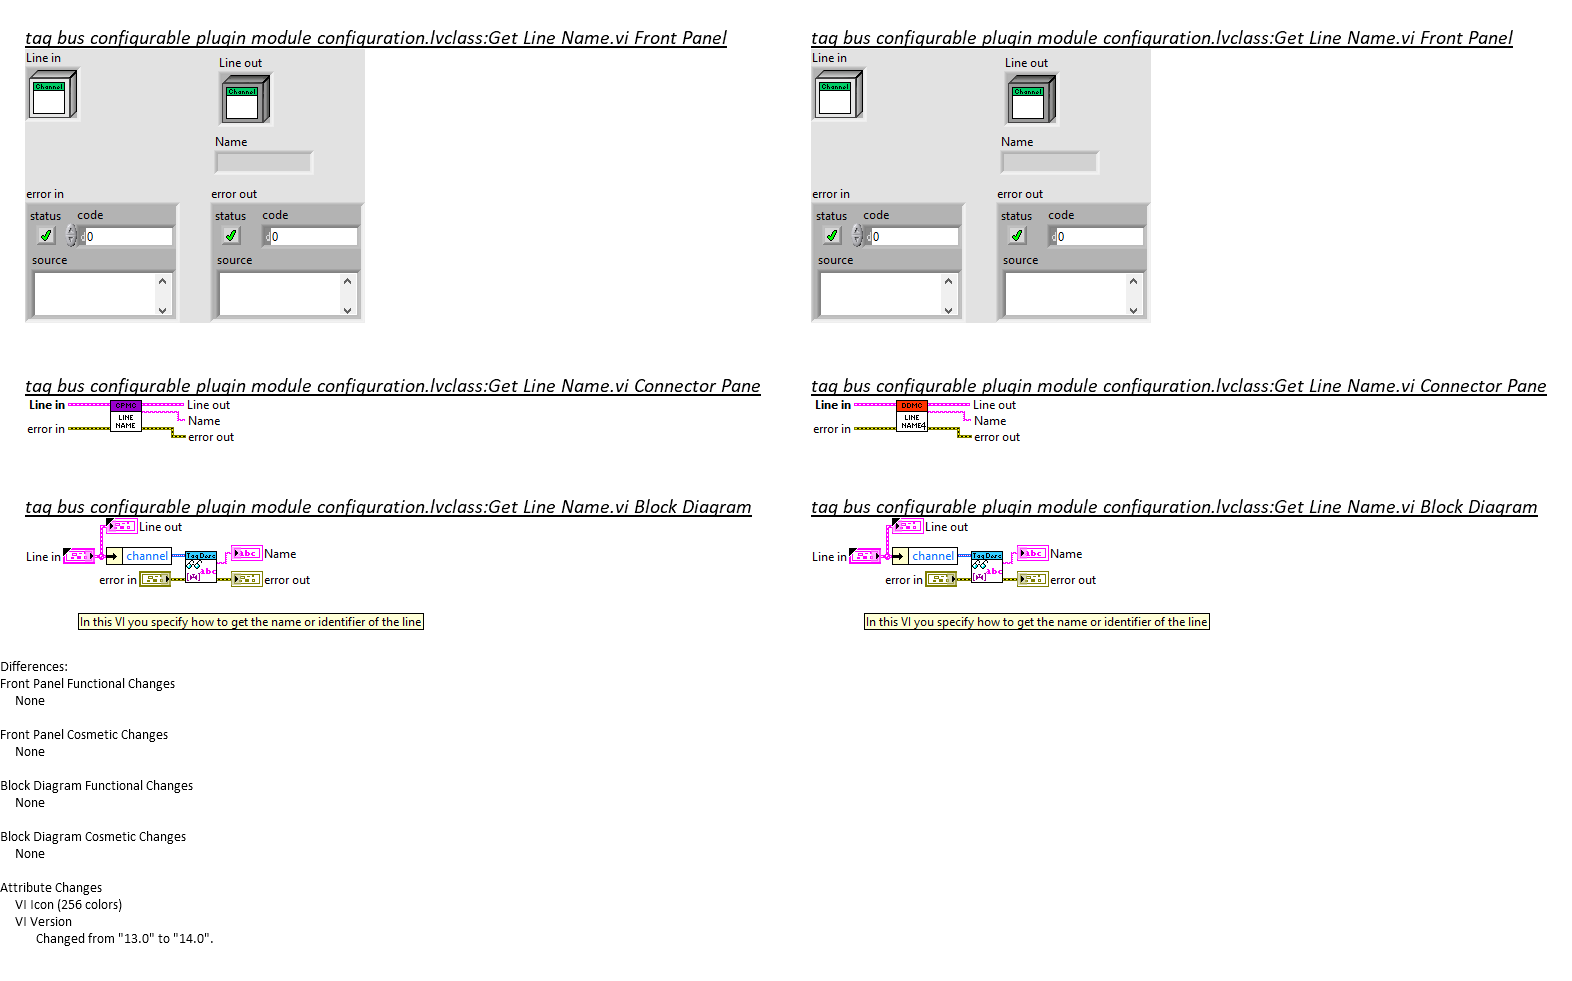 tag bus configurable plugin module configuration.lvclass:Get Line Name.vi Front Panel
Line in
Line out
Channel
Channel
Name
error in
error out
status code
status code
0
0
source
source
tag bus configurable plugin module configuration.lvclass:Get Line Name.vi Connector Pane
Line in
CPMC
LINE
NAME
Line out
Name
error in
error out
tag bus configurable plugin module configuration.lvclass:Get Line Name.vi Block Diagram
Line out
Line in
channel
Tag Desc
abc
abc
Name
error in
error out
In this VI you specify how to get the name or identifier of the line
tag bus configurable plugin module configuration.lvclass:Get Line Name.vi Front Panel
Line in
Line out
Channel
Channel
Name
error in
error out
status code
status code
0
0
source
source
tag bus configurable plugin module configuration.lvclass:Get Line Name.vi Connector Pane
Line in
DDMC
LINE
NAME4
Line out
Name
error in
error out
tag bus configurable plugin module configuration.lvclass:Get Line Name.vi Block Diagram
Line out
Line in
channel
Tag Desc
abc
abc
Name
error in
error out
In this VI you specify how to get the name or identifier of the line
Differences:
Front Panel Functional Changes
None
Front Panel Cosmetic Changes
None
Block Diagram Functional Changes
None
Block Diagram Cosmetic Changes
None
Attribute Changes
VI Icon (256 colors)
VI Version
Changed from "13.0" to "14.0".